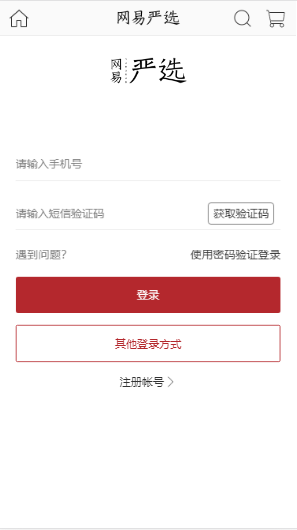 网易严选
网易 严选
请输入手机号
请输入短信验证码 获取验证码
遇到问题？ 使用密码验证登录
登录
其他登录方式
注册帐号